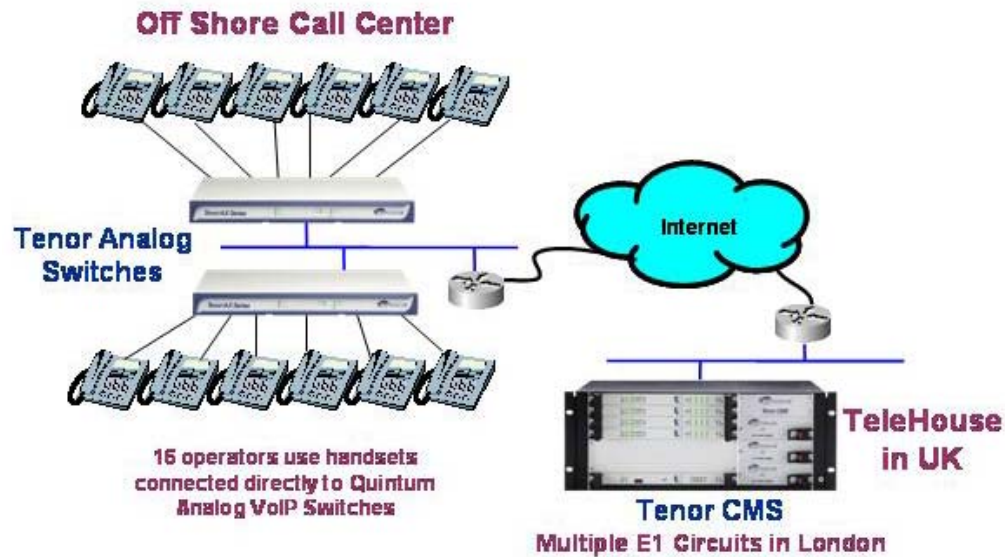 Off Shore Call Center
Tenor Analog
Switches
Internet
16 operators use handsets
connected directly to Quintum
Analog VoIP Switches
TeleHouse
in UK
Tenor CMS
Multiple E1 Circuits in London